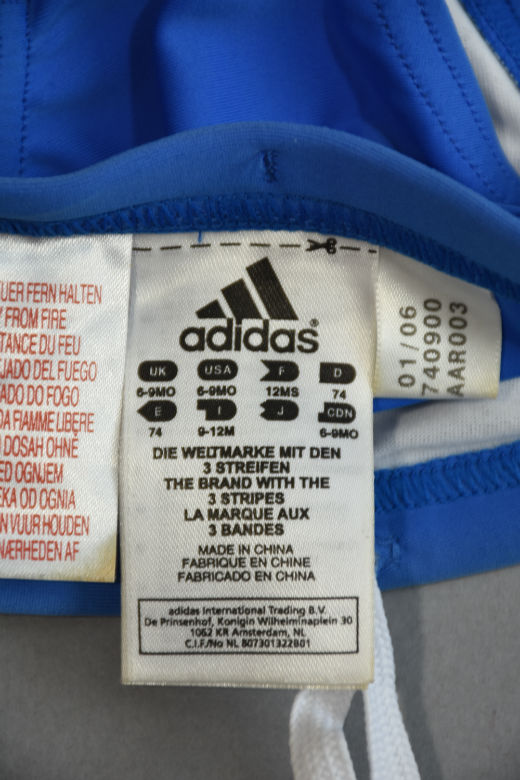 UER FERN HALTEN
Y FROM FIRE
TANCE DU FEU
JADO DEL FUEGO
ADO DO FOGO
DA FIAMME LIBERE
DOSAH OHNĚ
ED OGNJEM
EKA OD OGNIA
N VUUR HOUDEN
NÆRHEDEN AF
adidas®
UK USA F D
6-9MO 6-9MO 12MS 74
E I J CDN
74 9-12M 6-9MO
DIE WELTMARKE MIT DEN
3 STREIFEN
THE BRAND WITH THE
3 STRIPES
LA MARQUE AUX
3 BANDES
MADE IN CHINA
FABRIQUE EN CHINE
FABRICADO EN CHINA
adidas International Trading B.V.
De Prinsenhof, Konigin Wilhelminaplein 30
1062 KR Amsterdam, NL
C.I.F./No NL 807301322B01
01/06
740900
AAR003